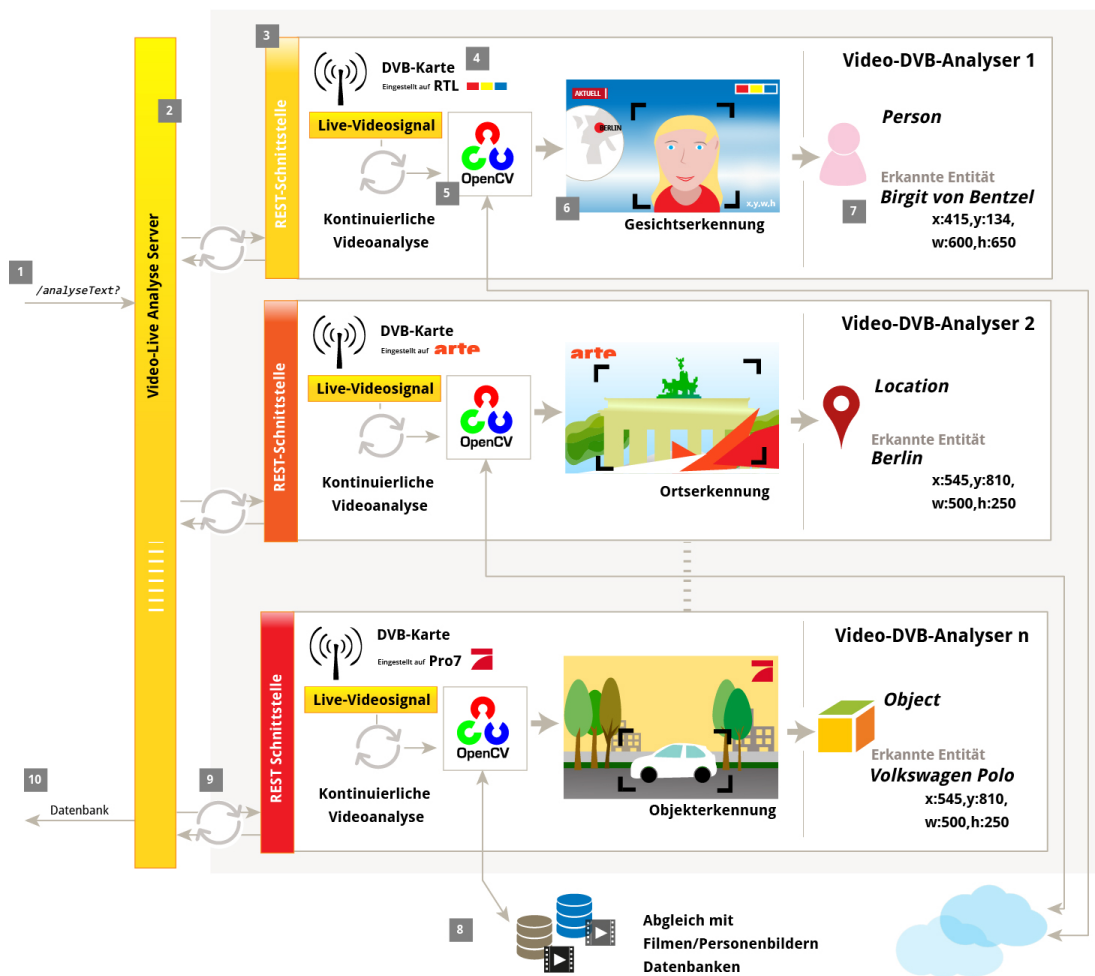 1
/analyseText?
2
Video-Live Analyse Server
10
Datenbank
9
3
REST-Schnittstelle
DVB-Karte
4
Eingestellt auf RTL
Live-Videosignal
5
OpenCV
Kontinuierliche
Videoanalyse
AKTUELL
BERLIN
x,y,w,h
6
Gesichtserkennung
Video-DVB-Analyser 1
Person
Erkannte Entität
7
Birgit von Bentzel
x:415,y:134,
w:600,h:650
REST-Schnittstelle
DVB-Karte
Eingestellt auf arte
Live-Videosignal
OpenCV
Kontinuierliche
Videoanalyse
arte
Ortserkennung
Video-DVB-Analyser 2
Location
Erkannte Entität
Berlin
x:545,y:810,
w:500,h:250
REST Schnittstelle
DVB-Karte
Eingestellt auf Pro7
Live-Videosignal
OpenCV
Kontinuierliche
Videoanalyse
Objekterkennung
Video-DVB-Analyser n
Object
Erkannte Entität
Volkswagen Polo
x:545,y:810,
w:500,h:250
8
Abgleich mit
Filmen/Personenbildern
Datenbanken